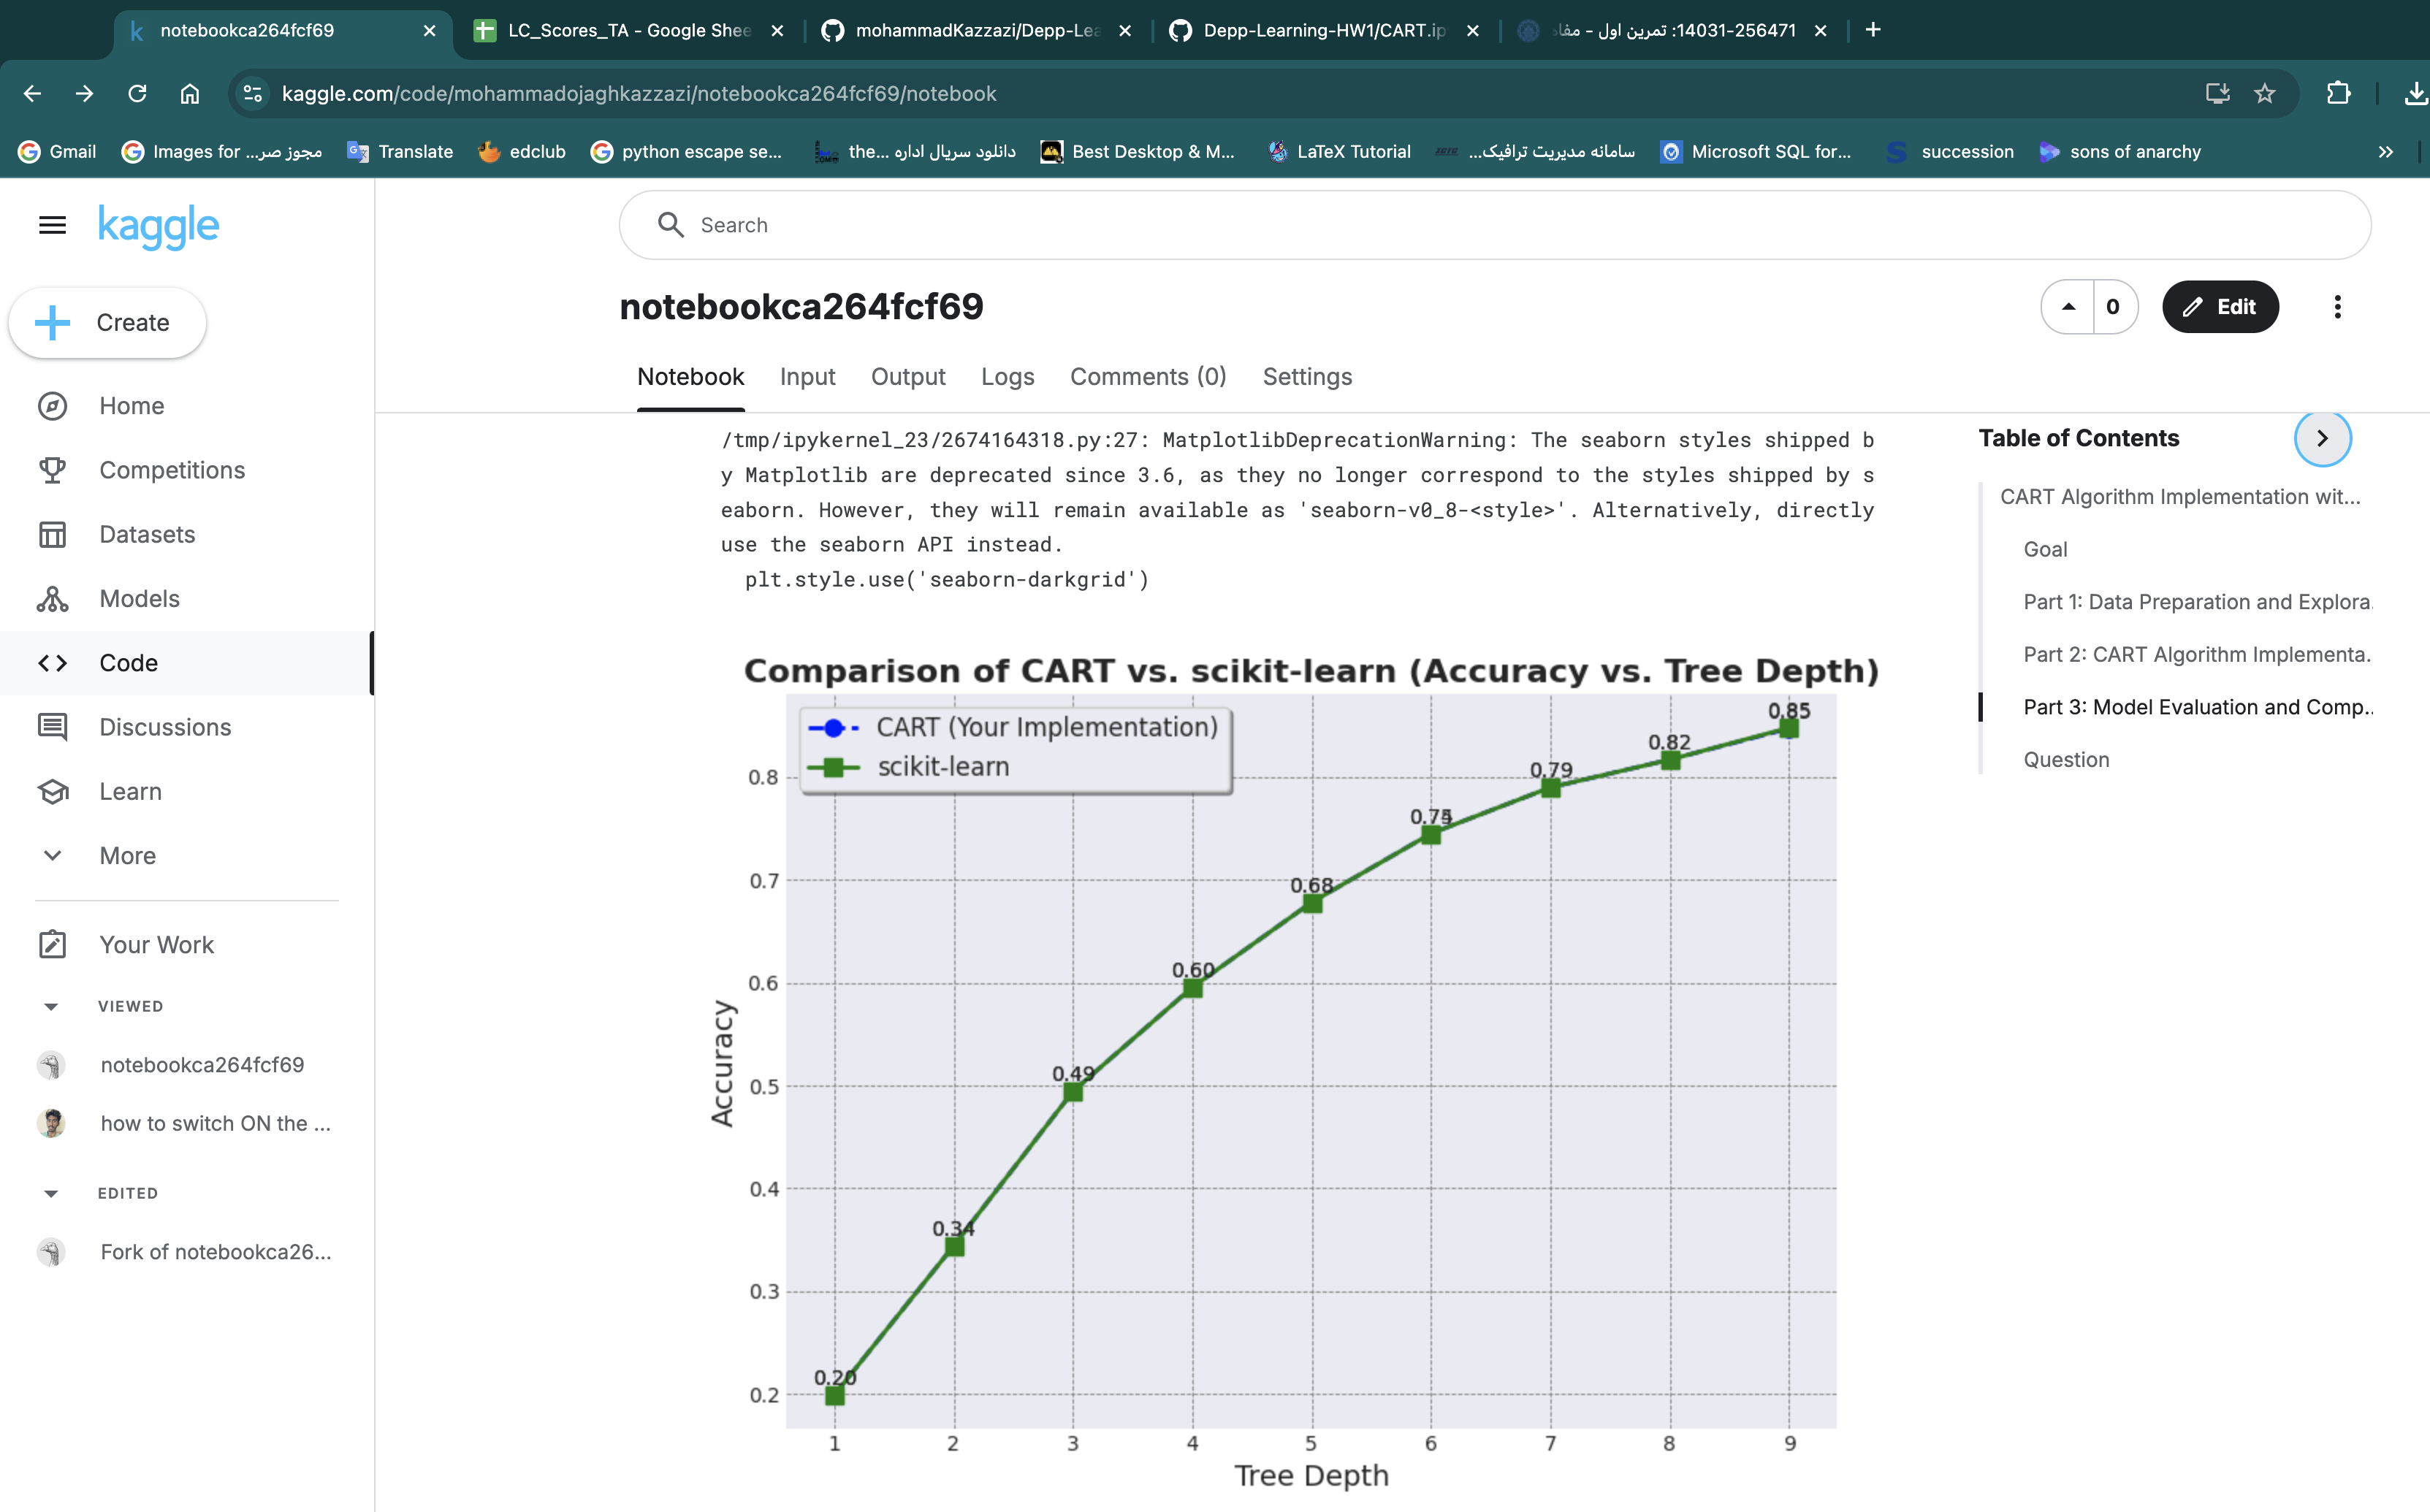 notebookca264fcf69
LC_Scores_TA - Google Shee
mohammadKazzazi/Depp-Lea
Depp-Learning-HW1/CART.ip
14031-256471: تمرین اول - مفا
kaggle.com/code/mohammadojaghkazzazi/notebookca264fcf69/notebook
Gmail
Images for ...مجوز صر
Translate
edclub
python escape se...
the... دانلود سریال اداره
Best Desktop & M...
LaTeX Tutorial
سامانه مدیریت ترافیک...
Microsoft SQL for...
succession
sons of anarchy
kaggle
Search
Create
notebookca264fcf69
0
Edit
Notebook
Input
Output
Logs
Comments (0)
Settings
Home
Competitions
Datasets
Models
Code
Discussions
Learn
More
Your Work
VIEWED
notebookca264fcf69
how to switch ON the ...
EDITED
Fork of notebookca26...
/tmp/ipykernel_23/2674164318.py:27: MatplotlibDeprecationWarning: The seaborn styles shipped b
y Matplotlib are deprecated since 3.6, as they no longer correspond to the styles shipped by s
eaborn. However, they will remain available as 'seaborn-v0_8-<style>'. Alternatively, directly
use the seaborn API instead.
plt.style.use('seaborn-darkgrid')
Comparison of CART vs. scikit-learn (Accuracy vs. Tree Depth)
CART (Your Implementation)
scikit-learn
0.85
0.82
0.79
0.68
0.60
0.49
0.34
0.20
0.8
0.7
0.6
0.5
0.4
0.3
0.2
Accuracy
1 2 3 4 5 6 7 8 9
Tree Depth
Table of Contents
CART Algorithm Implementation wit...
Goal
Part 1: Data Preparation and Explora.
Part 2: CART Algorithm Implementa.
Part 3: Model Evaluation and Comp..
Question